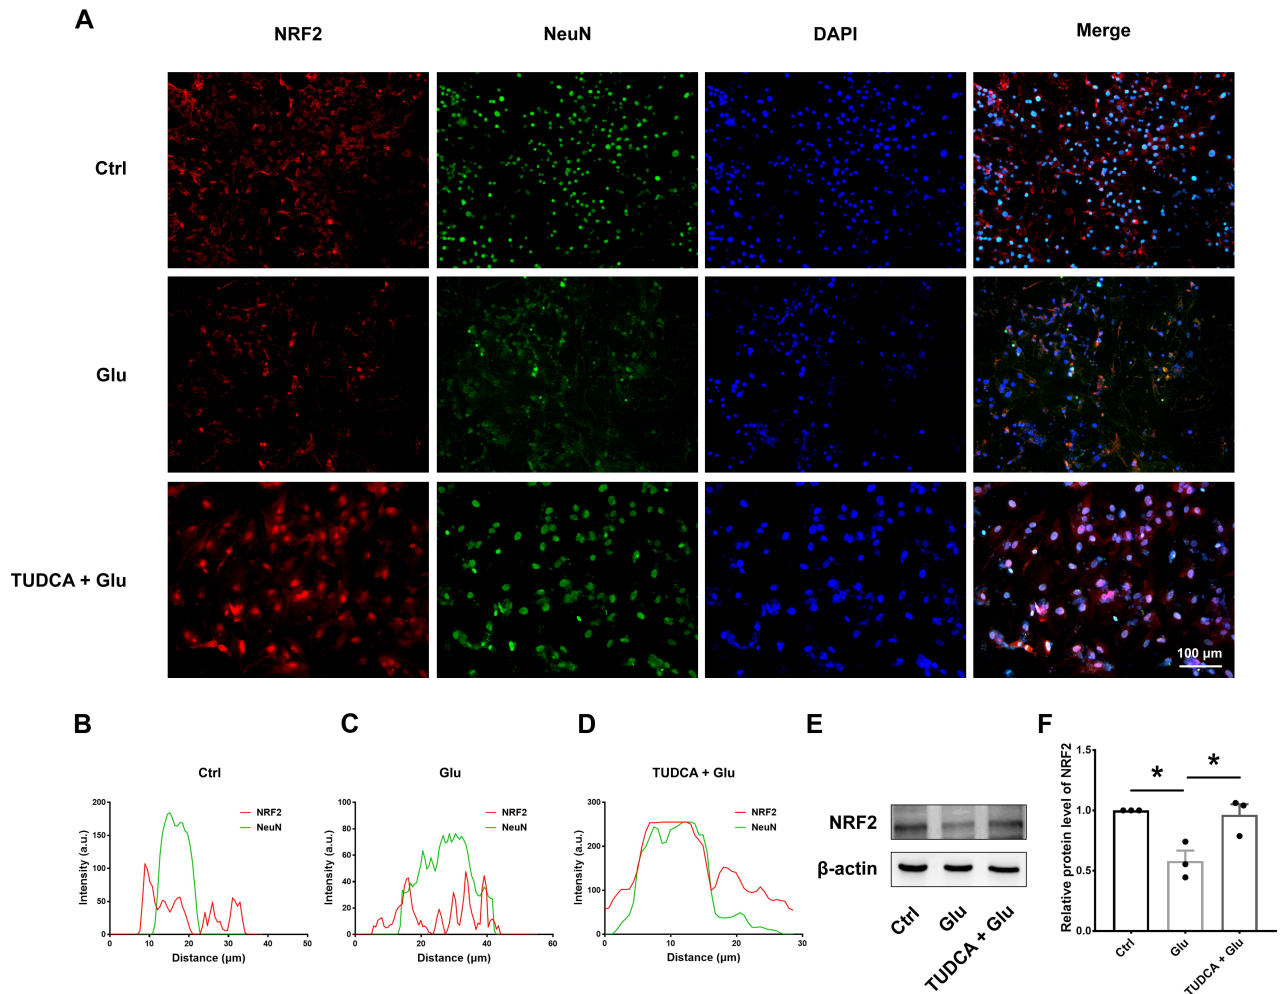 A
NRF2 NeuN DAPI Merge
Ctrl
Glu
TUDCA + Glu
100 μm
B C D E F
Ctrl
NRF2
NeuN
Intensity (a.u.)
200
150
100
50
0
0 10 20 30 40 50
Distance (μm)
Glu
NRF2
NeuN
Intensity (a.u.)
100
80
60
40
20
0
0 20 40 60
Distance (μm)
TUDCA + Glu
NRF2
NeuN
Intensity (a.u.)
300
200
100
0
0 10 20 30
Distance (μm)
NRF2
β-actin
Ctrl
Glu
TUDCA + Glu
Relative protein level of NRF2
1.5
1.0
0.5
0.0
* *
Ctrl
Glu
TUDCA + Glu